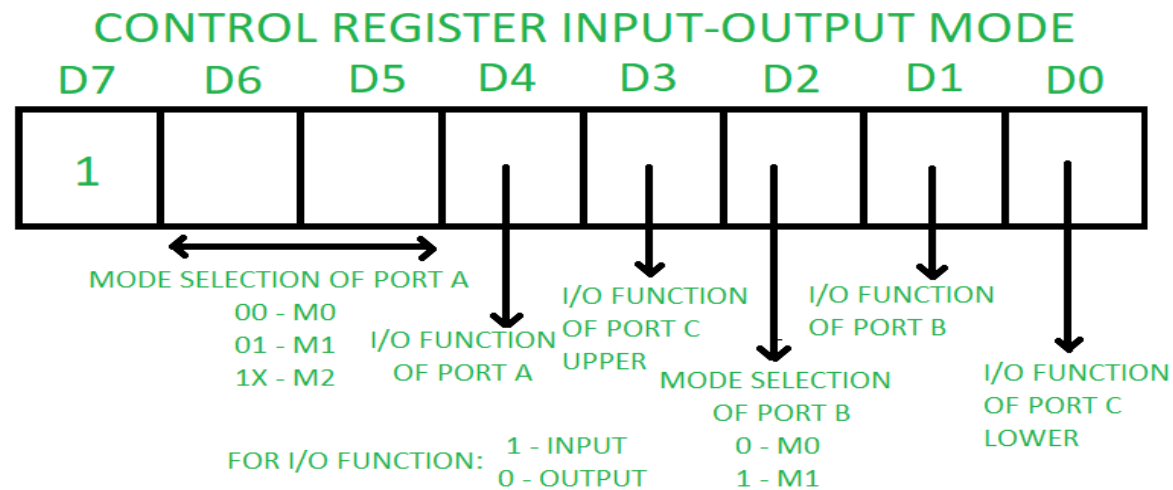 CONTROL REGISTER INPUT-OUTPUT MODE
D7 D6 D5 D4 D3 D2 D1 D0
1
MODE SELECTION OF PORT A
00 - M0
01 - M1
1X - M2
I/O FUNCTION
OF PORT A
I/O FUNCTION
OF PORT C
UPPER
MODE SELECTION
OF PORT B
0 - M0
1 - M1
I/O FUNCTION
OF PORT B
I/O FUNCTION
OF PORT C
LOWER
FOR I/O FUNCTION:
1 - INPUT
0 - OUTPUT